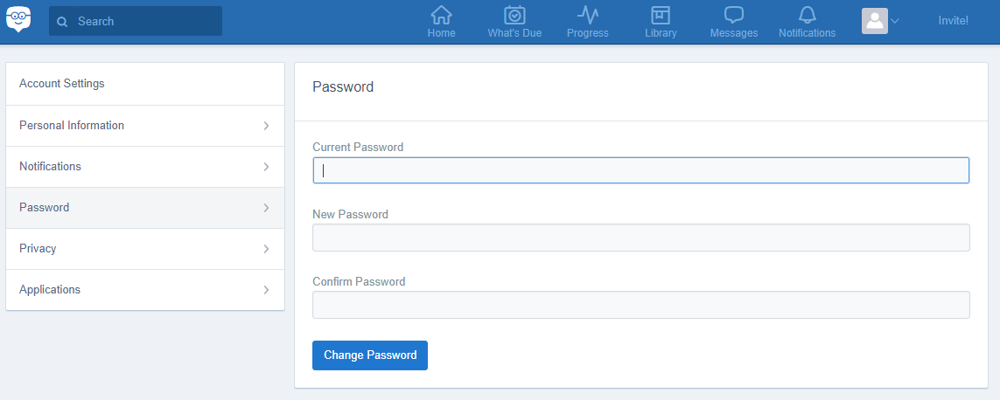 Search
Home
What's Due
Progress
Library
Messages
Notifications
Invite!
Account Settings
Personal Information
Notifications
Password
Privacy
Applications
Password
Current Password
New Password
Confirm Password
Change Password